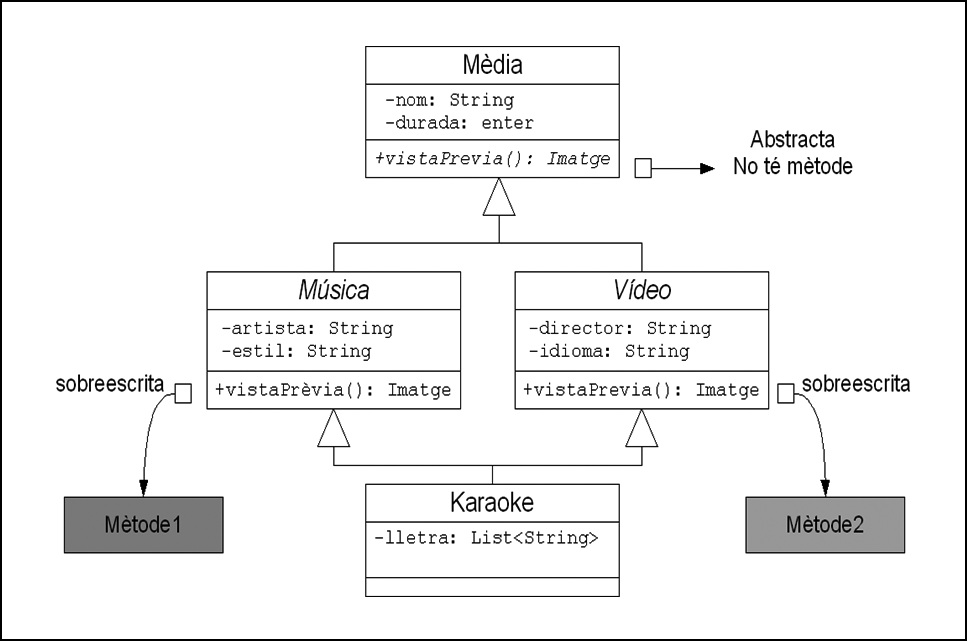 Mèdia
-nom: String
-durada: enter
+vistaPrevia(): Imatge
Abstracta
No té mètode
Música
-artista: String
-estil: String
+vistaPrèvia(): Imatge
Vídeo
-director: String
-idioma: String
+vistaPrevia(): Imatge
sobreescrita
sobreescrita
Mètode1
Karaoke
-lletra: List<String>
Mètode2